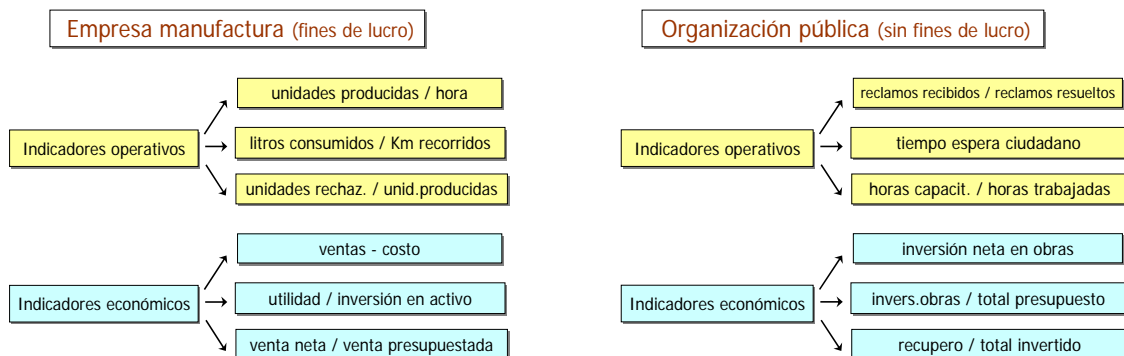 Empresa manufactura (fines de lucro)
Indicadores operativos
unidades producidas / hora
litros consumidos / Km recorridos
unidades rechaz. / unid.producidas
Indicadores económicos
ventas - costo
utilidad / inversión en activo
venta neta / venta presupuestada
Organización pública (sin fines de lucro)
Indicadores operativos
reclamos recibidos / reclamos resueltos
tiempo espera ciudadano
horas capacit. / horas trabajadas
Indicadores económicos
inversión neta en obras
invers.obras / total presupuesto
recupero / total invertido